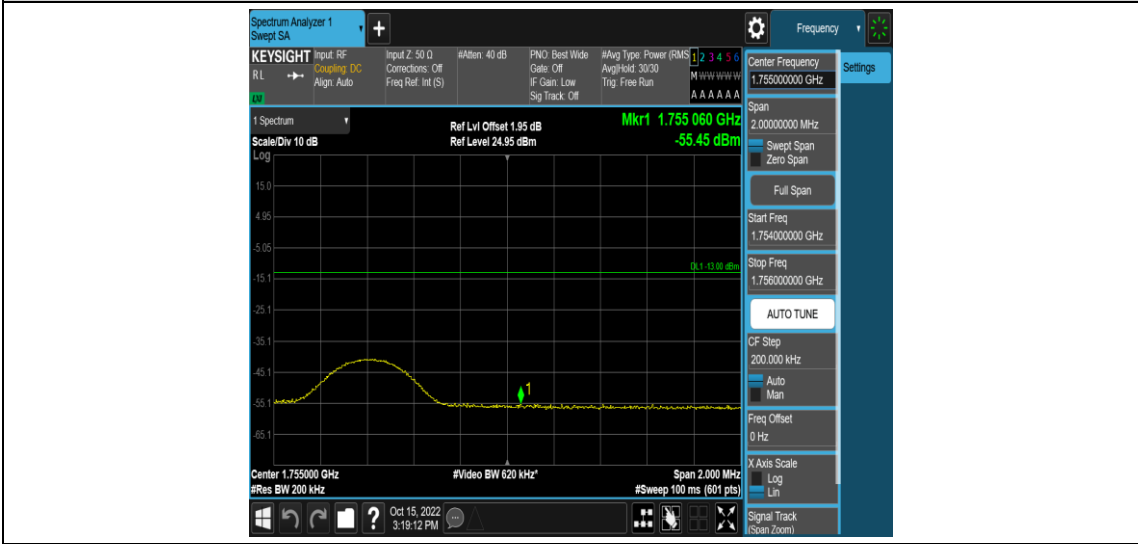 Spectrum Analyzer 1
Swept SA
Frequency
KEYSIGHT
RL
Input: RF
Coupling: DC
Align: Auto
Input Z: 50 Ω
Corrections: Off
Freq Ref: Int (S)
#Atten: 40 dB
PNO: Best Wide
Gate: Off
IF Gain: Low
Sig Track: Off
#Avg Type: Power (RMS
Avg|Hold: 30/30
Trig: Free Run
1 2 3 4 5 6
M W W W W W
A A A A A A
1 Spectrum
Scale/Div 10 dB
Log
Ref Lvl Offset 1.95 dB
Ref Level 24.95 dBm
Mkr1 1.755 060 GHz
-55.45 dBm
15.0
4.95
-5.05
DL1 -13.00 dBm
-15.1
-25.1
-35.1
-45.1
1
-55.1
-65.1
Center 1.755000 GHz
#Video BW 620 kHz*
Span 2.000 MHz
#Res BW 200 kHz
#Sweep 100 ms (601 pts)
?
Oct 15, 2022
3:19:12 PM
Center Frequency
1.755000000 GHz
Settings
Span
2.00000000 MHz
Swept Span
Zero Span
Full Span
Start Freq
1.754000000 GHz
Stop Freq
1.756000000 GHz
AUTO TUNE
CF Step
200.000 kHz
Auto
Man
Freq Offset
0 Hz
X Axis Scale
Log
Lin
Signal Track
(Span Zoom)